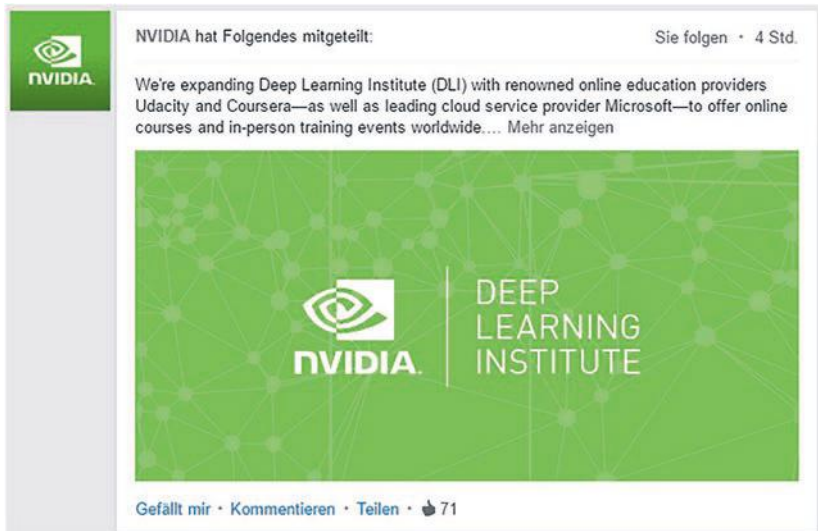 NVIDIA
NVIDIA hat Folgendes mitgeteilt:
Sie folgen · 4 Std.
We're expanding Deep Learning Institute (DLI) with renowned online education providers
Udacity and Coursera—as well as leading cloud service provider Microsoft—to offer online
courses and in-person training events worldwide.... Mehr anzeigen
NVIDIA.
DEEP
LEARNING
INSTITUTE
Gefällt mir · Kommentieren · Teilen · 71